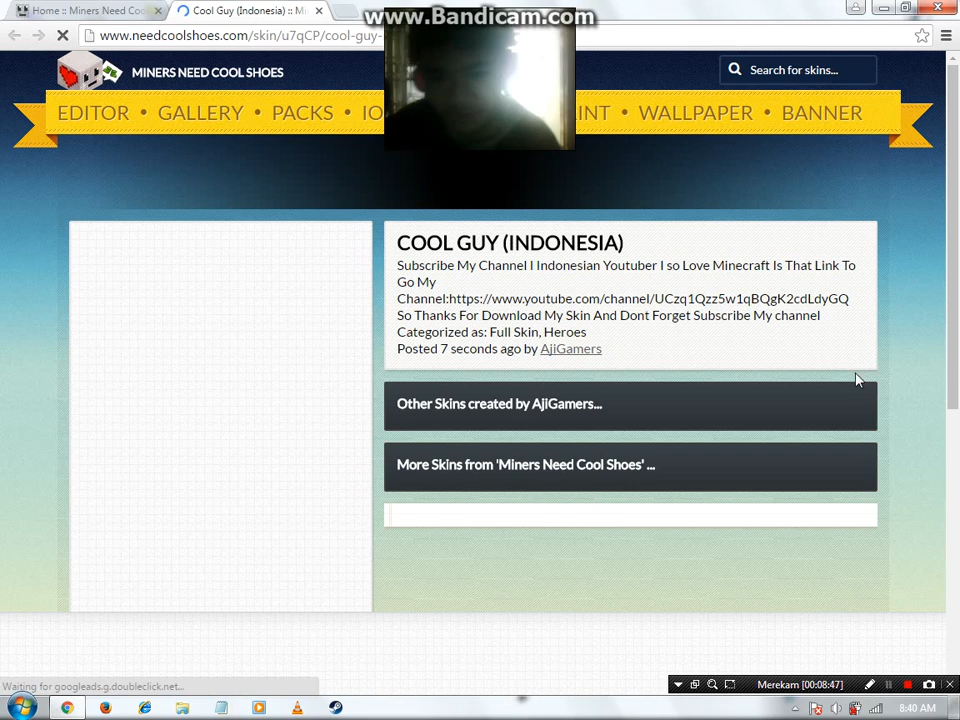 www.Bandicam.com
Home :: Miners Need Coo
Cool Guy (Indonesia) :: Mi
www.needcoolshoes.com/skin/u7qCP/cool-guy-
MINERS NEED COOL SHOES
Search for skins...
EDITOR • GALLERY • PACKS • IO INT • WALLPAPER • BANNER
COOL GUY (INDONESIA)
Subscribe My Channel I Indonesian Youtuber I so Love Minecraft Is That Link To
Go My
Channel:https://www.youtube.com/channel/UCzq1Qzz5w1qBQgK2cdLdyGQ
So Thanks For Download My Skin And Dont Forget Subscribe My channel
Categorized as: Full Skin, Heroes
Posted 7 seconds ago by AjiGamers
Other Skins created by AjiGamers...
More Skins from 'Miners Need Cool Shoes' ...
Waiting for googleads.g.doubleclick.net...
Merekam [00:08:47]
8:40 AM